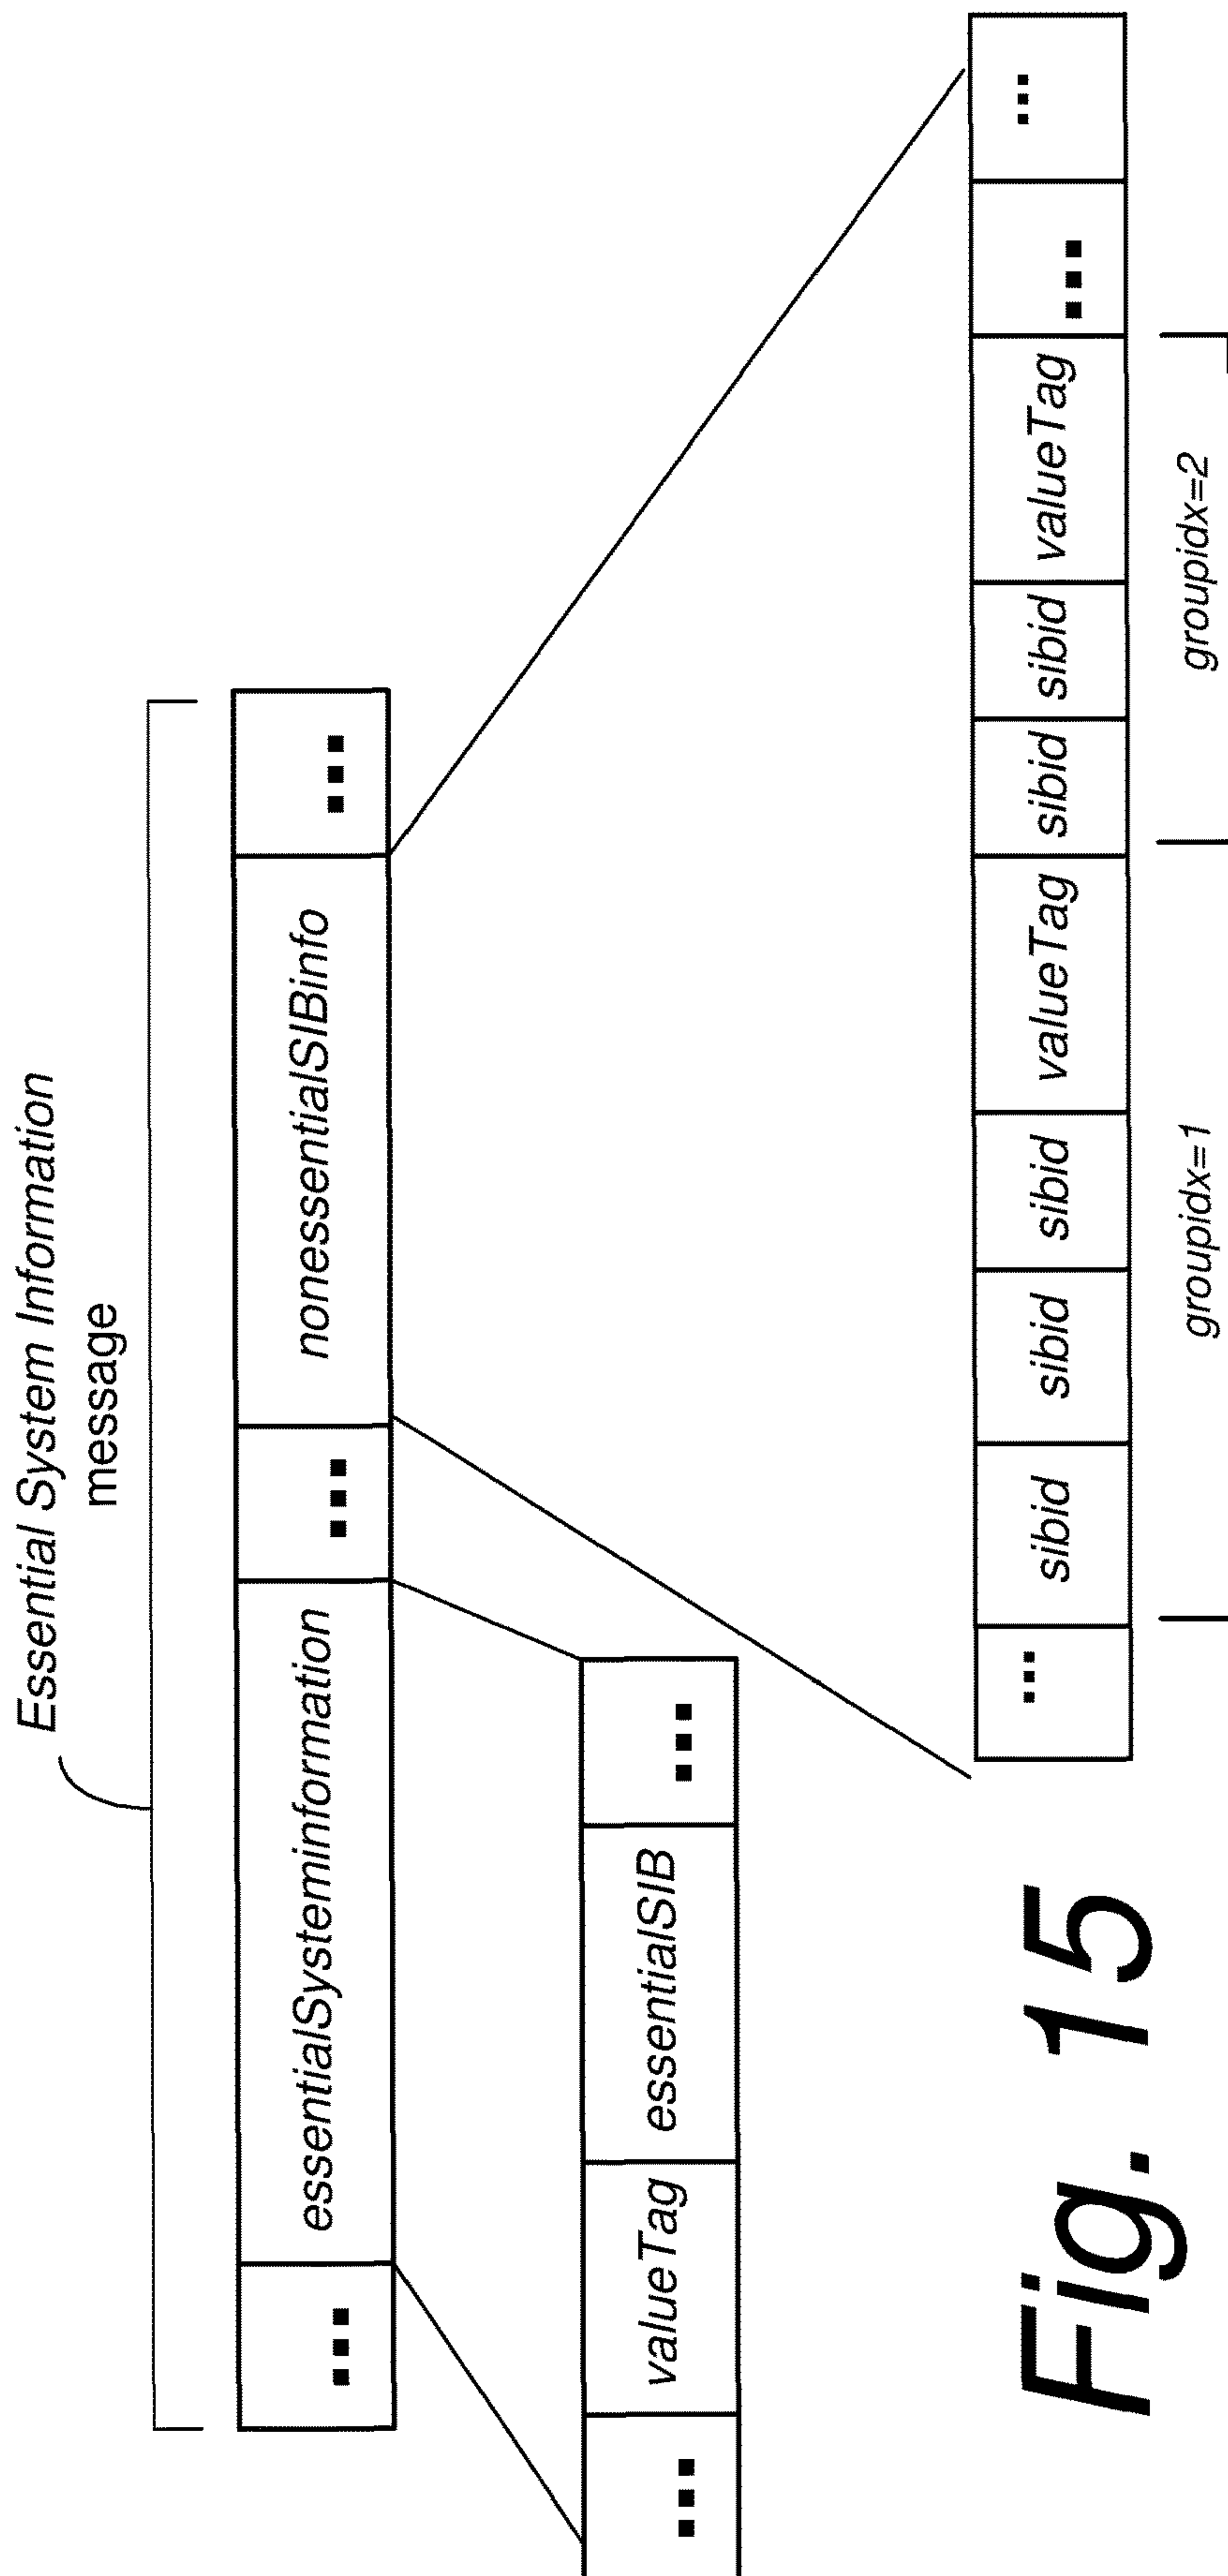 Essential System Information
message
... essentialSysteminformation ... nonessentialSIBinfo ...
... valueTag essentialSIB ...
... sibid sibid sibid valueTag sibid sibid valueTag ... ...
groupidx=1 groupidx=2
Fig. 15